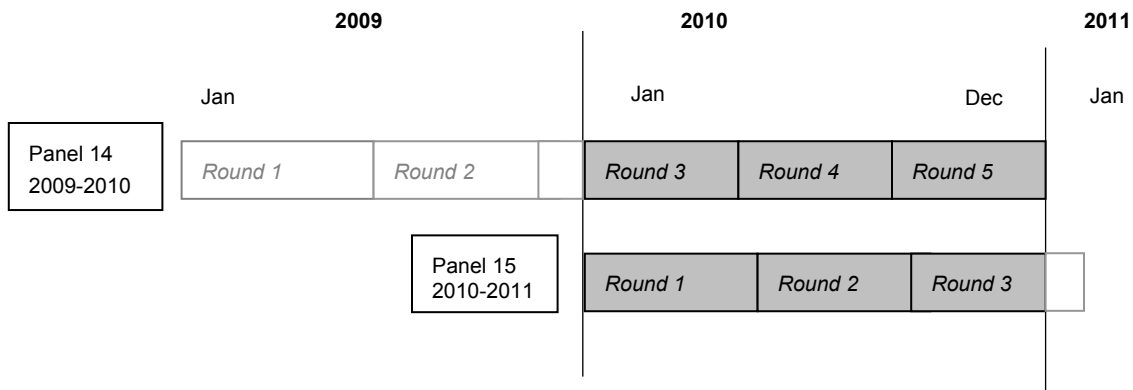 2009 2010 2011
Jan Jan Dec Jan
Panel 14
2009-2010
Round 1 Round 2 Round 3 Round 4 Round 5
Panel 15
2010-2011
Round 1 Round 2 Round 3